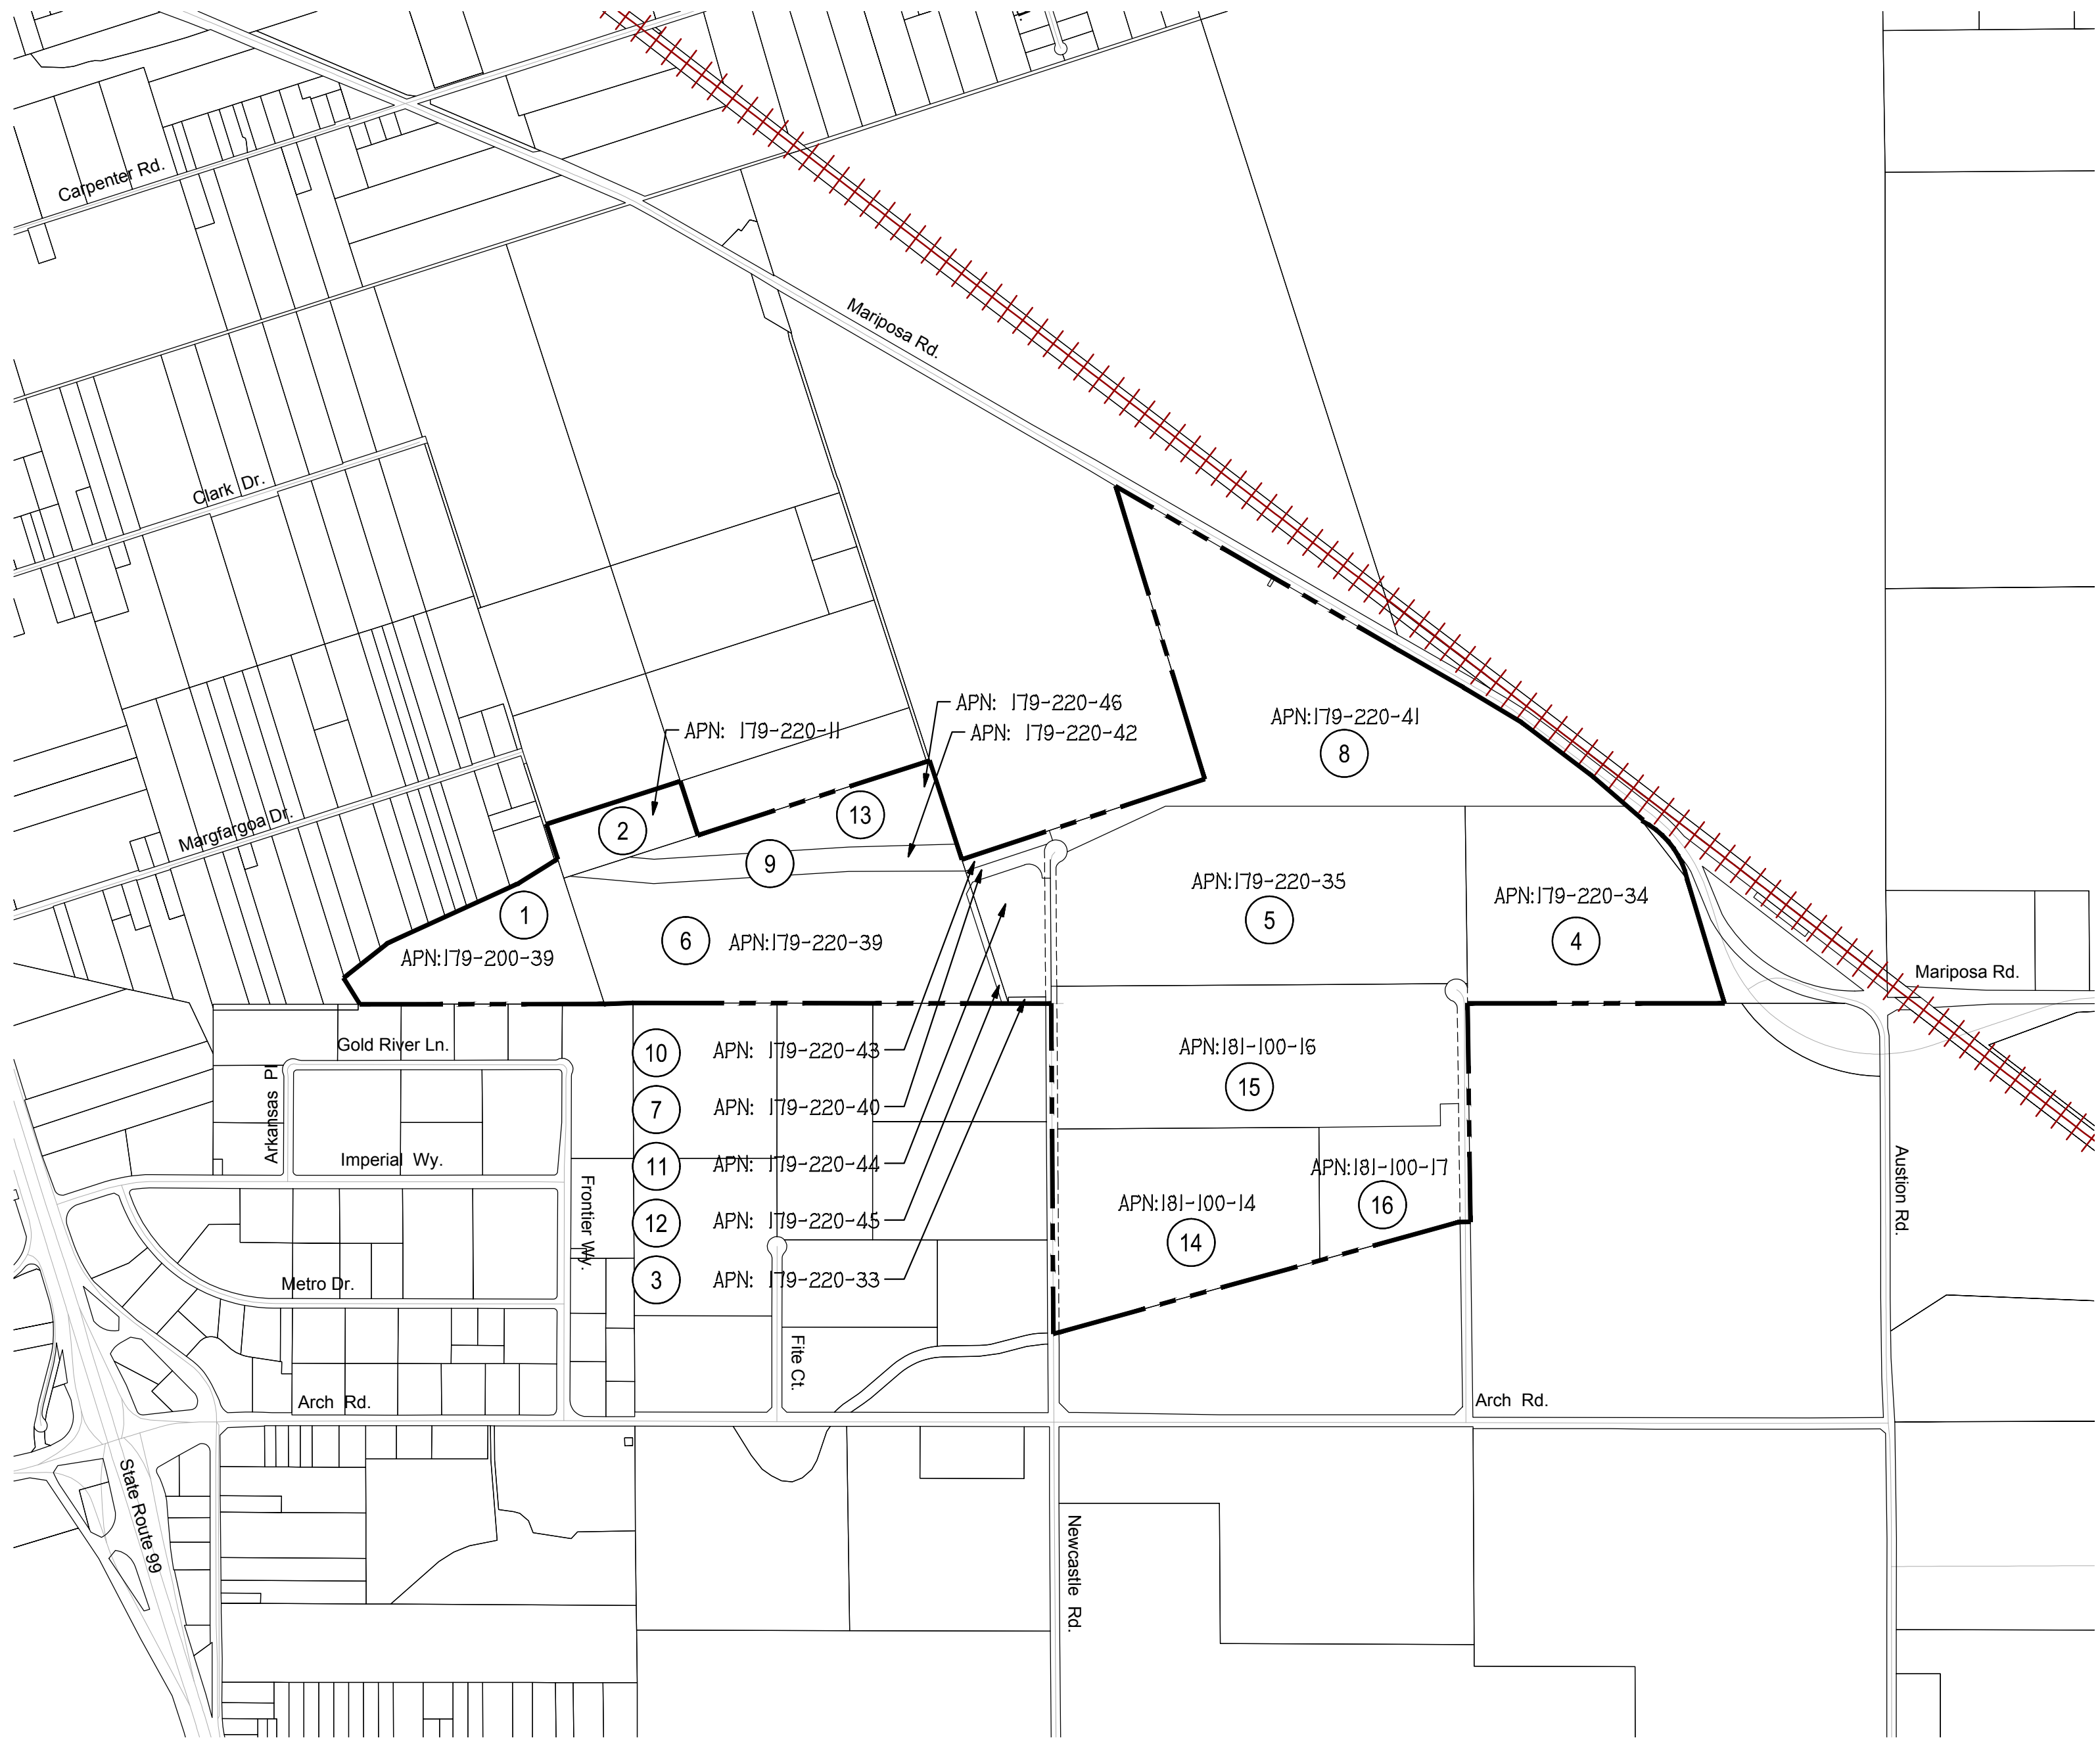 Carpenter Rd.
Mariposa Rd.
Clark Dr.
APN: 179-220-46
APN: 179-220-11
APN: 179-220-42
APN:179-220-41
8
Margfargoa Dr.
2
13
9
APN:179-220-35
5
APN:179-220-34
4
1
APN:179-200-39
6
APN:179-220-39
Mariposa Rd.
Gold River Ln.
10
APN: 179-220-43
APN:181-100-16
15
Arkansas Pl
7
APN: 179-220-40
Imperial Wy.
11
APN: 179-220-44
APN:181-100-17
16
Frontier Wy.
12
APN: 179-220-45
APN:181-100-14
14
Austion Rd.
Metro Dr.
3
APN: 179-220-33
Fite Ct.
Arch Rd.
Arch Rd.
State Route 99
Newcastle Rd.